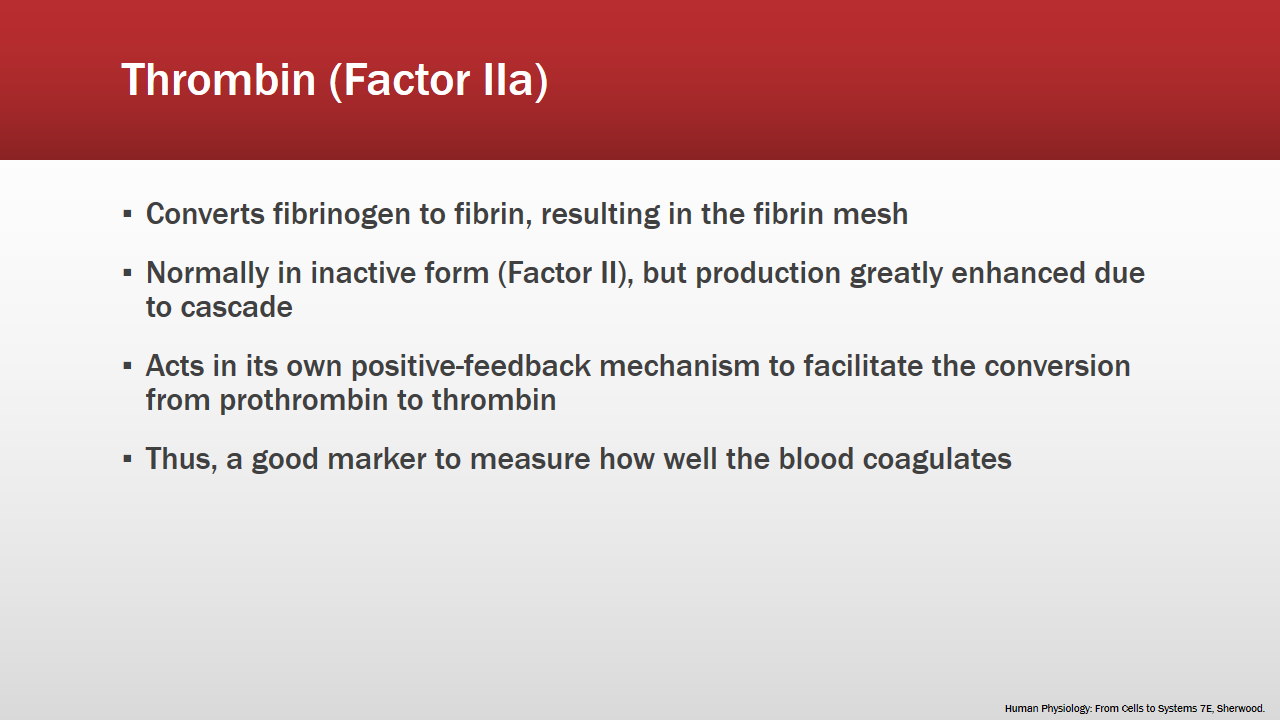 Thrombin (Factor IIa)
▪ Converts fibrinogen to fibrin, resulting in the fibrin mesh
▪ Normally in inactive form (Factor II), but production greatly enhanced due
to cascade
▪ Acts in its own positive-feedback mechanism to facilitate the conversion
from prothrombin to thrombin
▪ Thus, a good marker to measure how well the blood coagulates
Human Physiology: From Cells to Systems 7E, Sherwood.